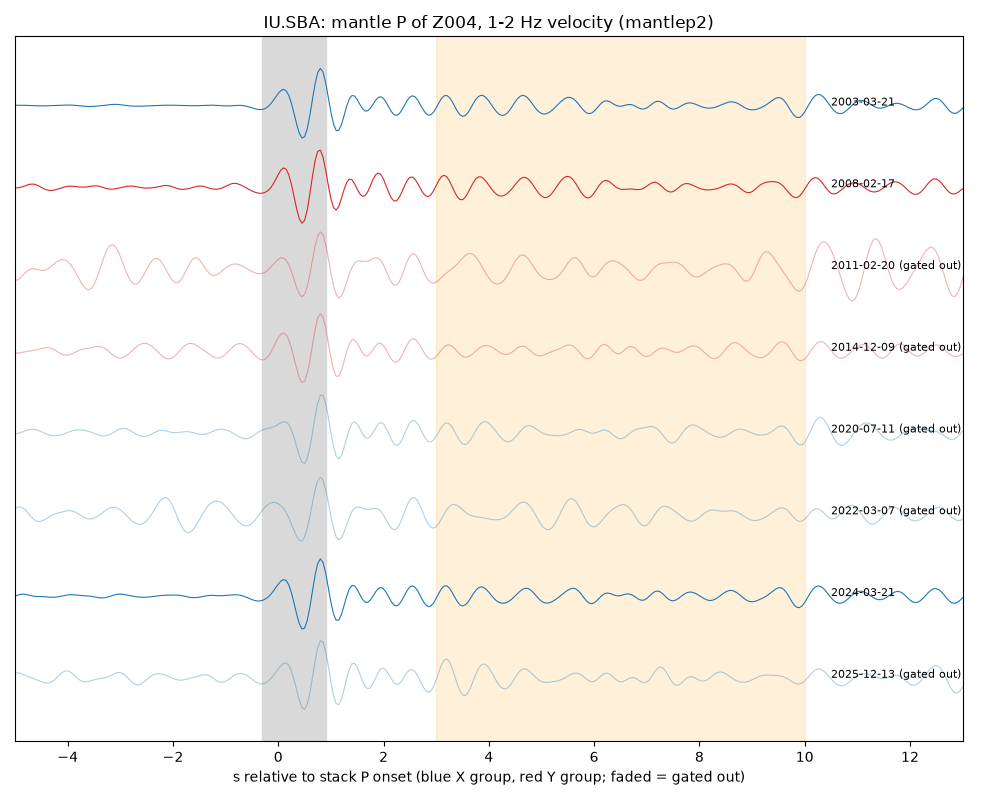 IU.SBA: mantle P of Z004, 1-2 Hz velocity (mantlep2)
2003-03-21
2008-02-17
2011-02-20 (gated out)
2014-12-09 (gated out)
2020-07-11 (gated out)
2022-03-07 (gated out)
2024-03-21
2025-12-13 (gated out)
−4 −2 0 2 4 6 8 10 12
s relative to stack P onset (blue X group, red Y group; faded = gated out)